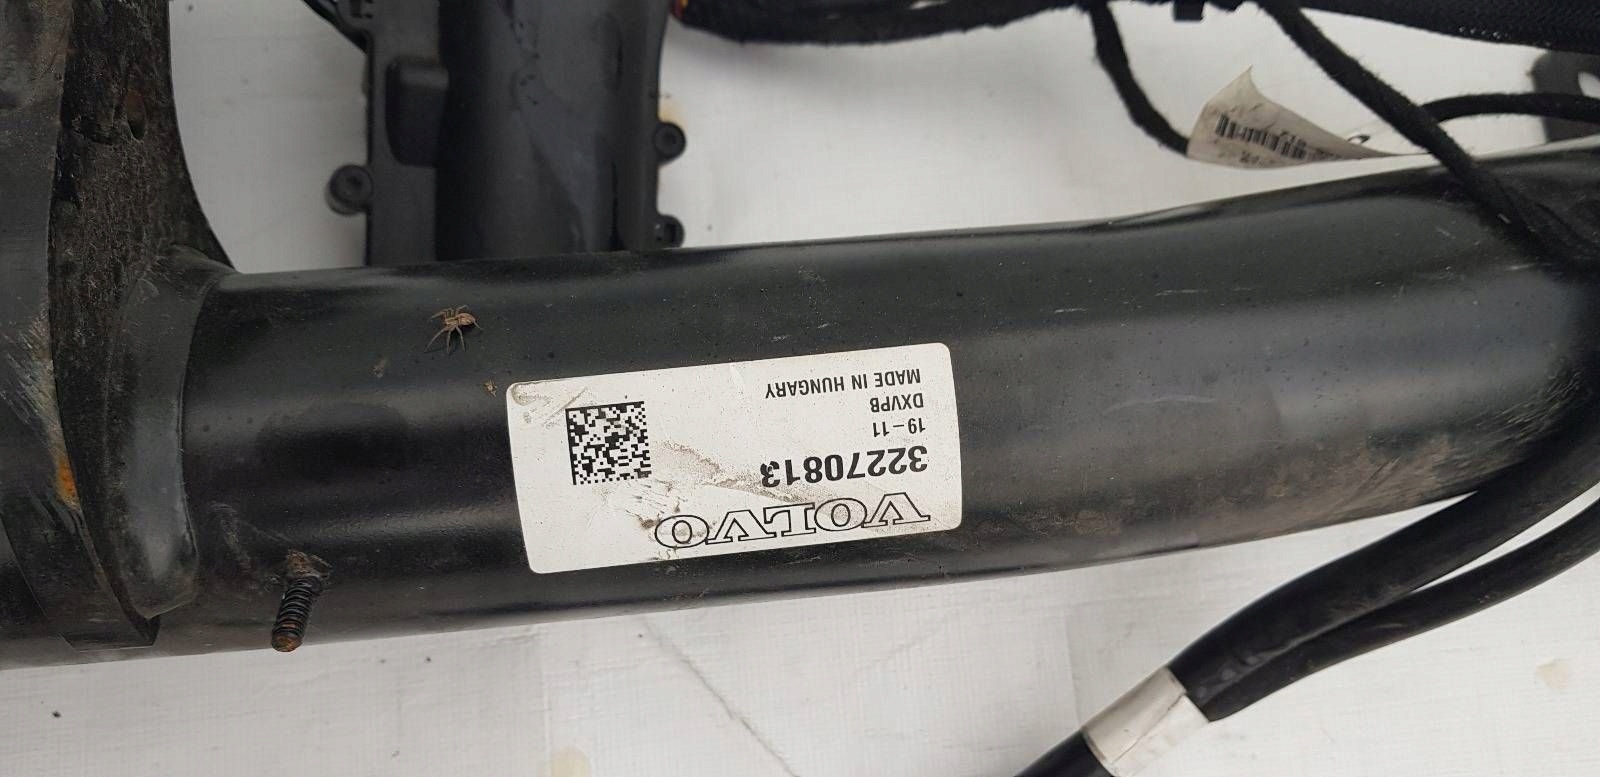 VOLVO
32270813
19-11
DXVPB
MADE IN HUNGARY